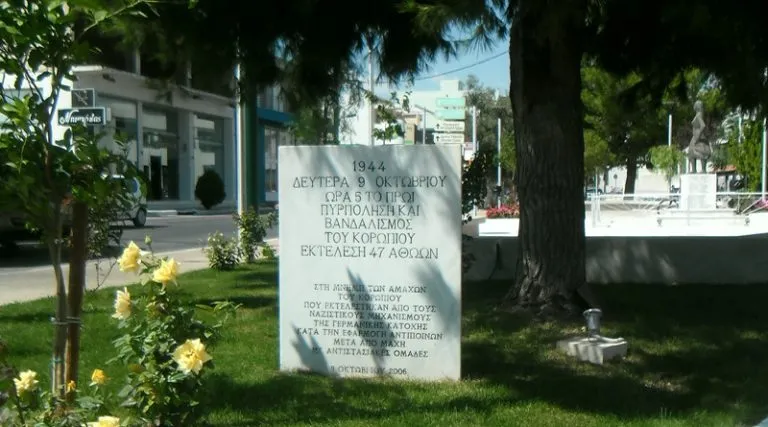 1944
ΔΕΥΤΕΡΑ 9 ΟΚΤΩΒΡΙΟΥ
ΩΡΑ 5 ΤΟ ΠΡΩΙ
ΠΥΡΠΟΛΗΣΗ ΚΑΙ
ΒΑΝΔΑΛΙΣΜΟΣ
ΤΟΥ ΚΟΡΩΠΙΟΥ
ΕΚΤΕΛΕΣΗ 47 ΑΘΩΩΝ
ΣΤΗ ΜΝΗΜΗ ΤΩΝ ΑΜΑΧΩΝ
ΤΟΥ ΚΟΡΩΠΙΟΥ
ΠΟΥ ΕΚΤΕΛΕΣΤΗΚΑΝ ΑΠΟ ΤΟΥΣ
ΝΑΖΙΣΤΙΚΟΥΣ ΜΗΧΑΝΙΣΜΟΥΣ
ΤΗΣ ΓΕΡΜΑΝΙΚΗΣ ΚΑΤΟΧΗΣ
ΚΑΤΑ ΤΗΝ ΕΦΑΡΜΟΓΗ ΑΝΤΙΠΟΙΝΩΝ
ΜΕΤΑ ΑΠΟ ΜΑΧΗ
ΜΕ ΑΝΤΙΣΤΑΣΙΑΚΕΣ ΟΜΑΔΕΣ
ΟΚΤΩΒΡΙΟΥ 2006